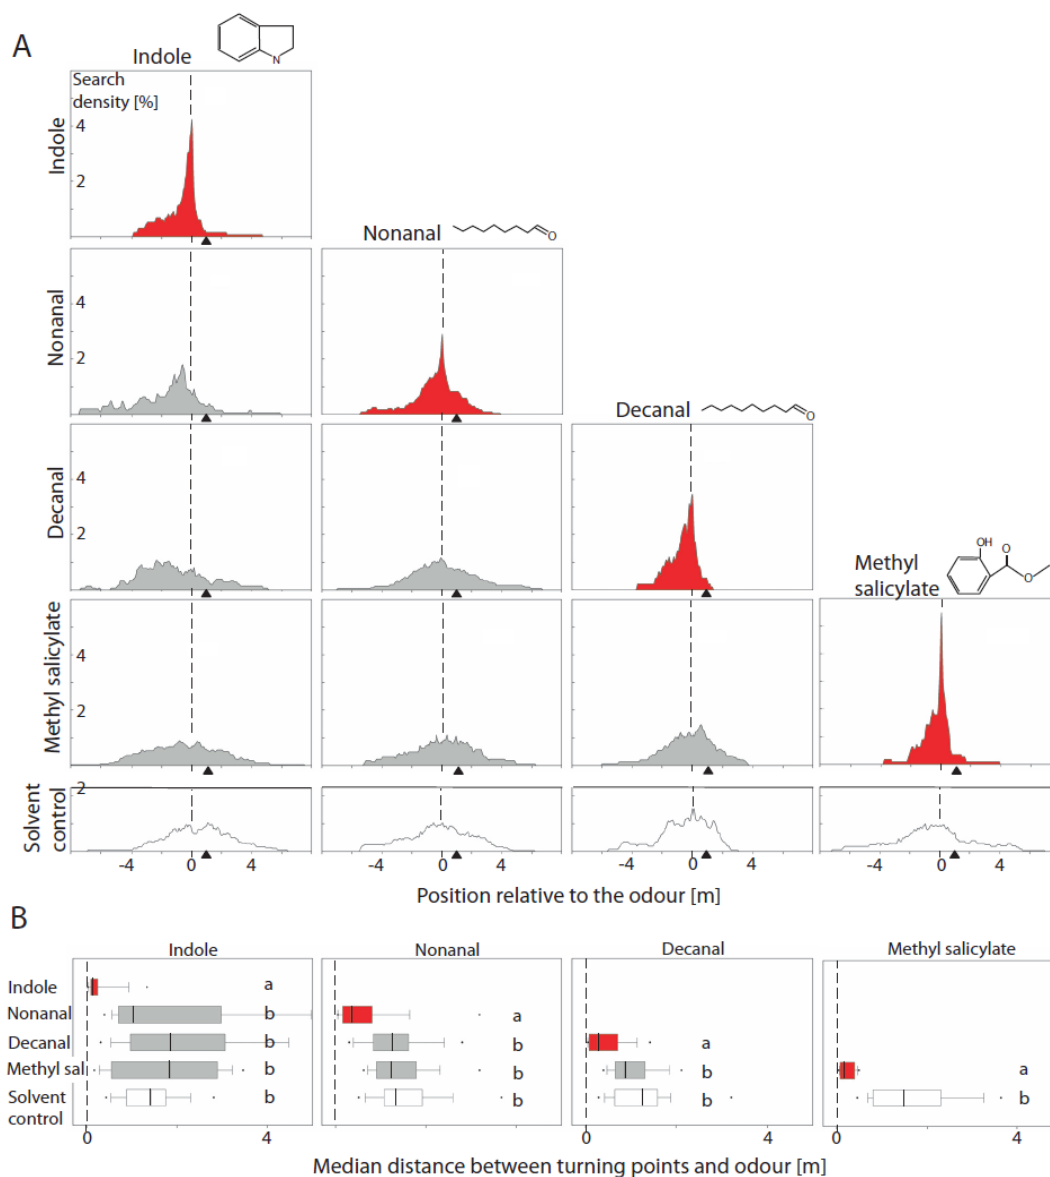 A
Indole
N
Search
density [%]
Indole
4
2
Nonanal
O
Nonanal
4
2
Decanal
O
Decanal
4
2
Methyl
salicylate
OH
O
O
Methyl salicylate
4
2
Solvent
control
2
-4 0 4 -4 0 4 -4 0 4 -4 0 4
Position relative to the odour [m]
B
Indole Nonanal Decanal Methyl salicylate
Indole a
Nonanal b a
Decanal b b a
Methyl sal b b b a
Solvent
control b b b b
0 4 0 4 0 4
Median distance between turning points and odour [m]